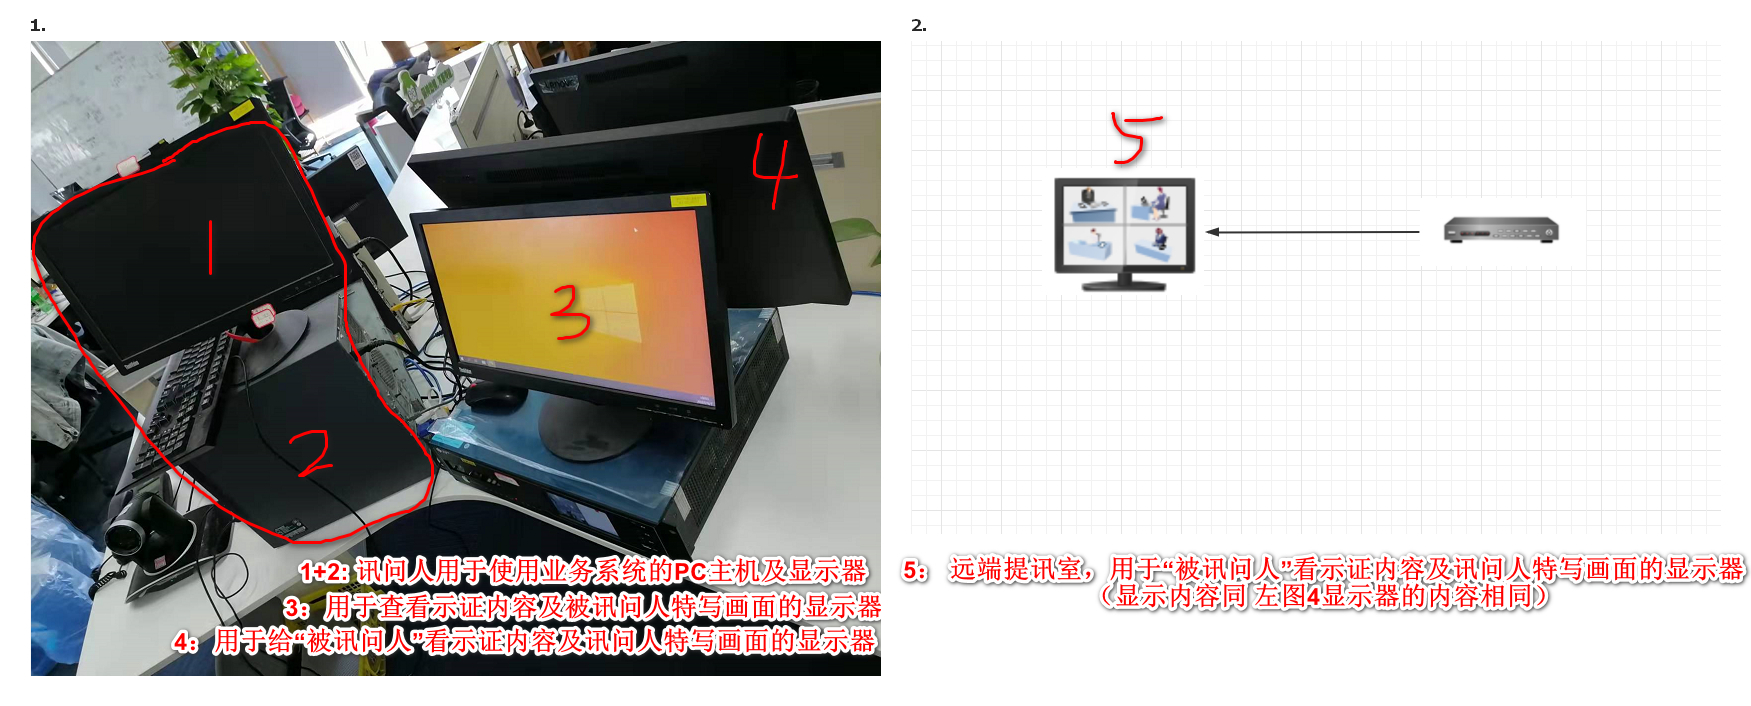 1.
2.
1
2
3
4
5
1+2: 讯问人用于使用业务系统的PC主机及显示器
3：用于查看示证内容及被讯问人特写画面的显示器
4：用于给“被讯问人”看示证内容及讯问人特写画面的显示器
5： 远端提讯室，用于“被讯问人”看示证内容及讯问人特写画面的显示器
（显示内容同 左图4显示器的内容相同）